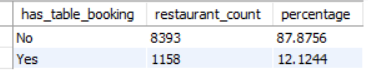 has_table_booking restaurant_count percentage
No 8393 87.8756
Yes 1158 12.1244